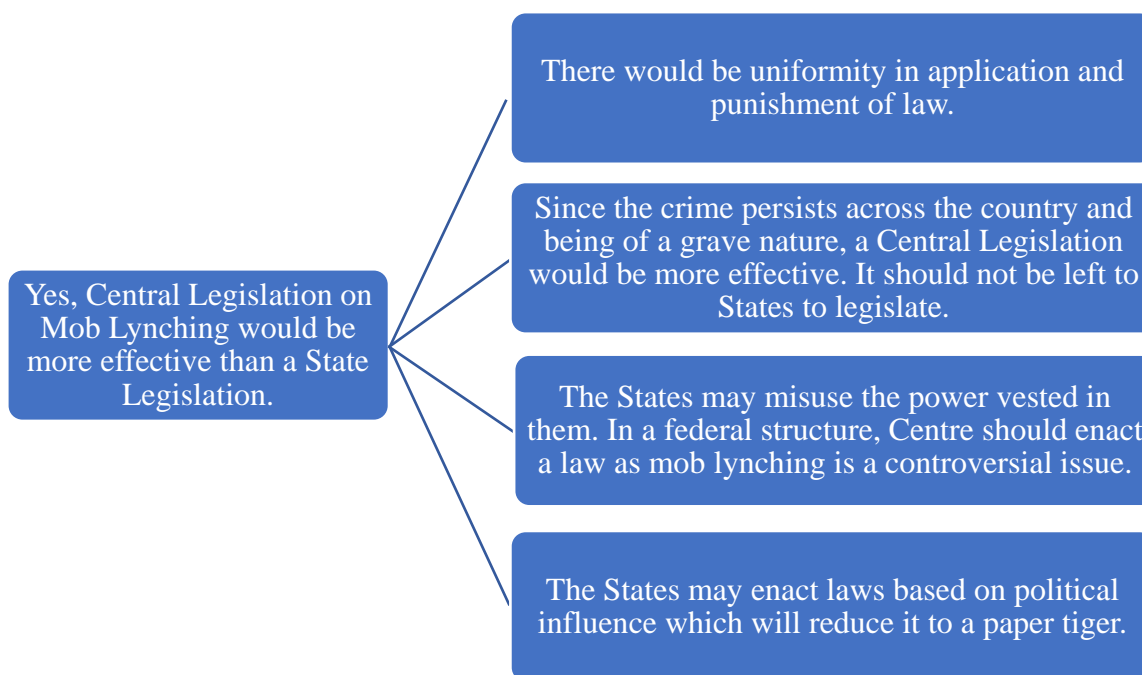 Yes, Central Legislation on
Mob Lynching would be
more effective than a State
Legislation.
There would be uniformity in application and
punishment of law.
Since the crime persists across the country and
being of a grave nature, a Central Legislation
would be more effective. It should not be left to
States to legislate.
The States may misuse the power vested in
them. In a federal structure, Centre should enact
a law as mob lynching is a controversial issue.
The States may enact laws based on political
influence which will reduce it to a paper tiger.